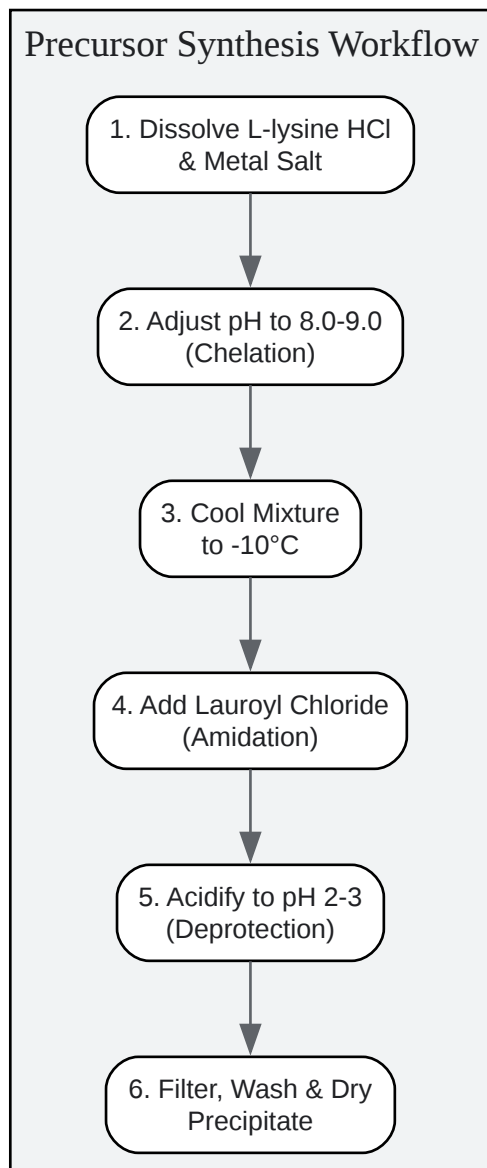 Precursor Synthesis Workflow
1. Dissolve L-lysine HCl
& Metal Salt
2. Adjust pH to 8.0-9.0
(Chelation)
3. Cool Mixture
to -10°C
4. Add Lauroyl Chloride
(Amidation)
5. Acidify to pH 2-3
(Deprotection)
6. Filter, Wash & Dry
Precipitate